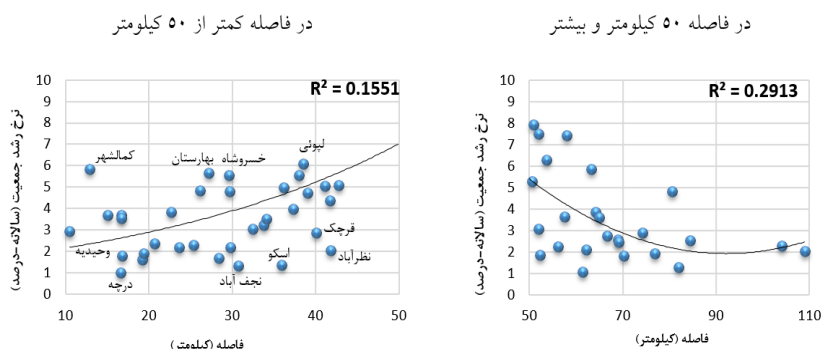 در فاصله ۵۰ کیلومتر و بیشتر
در فاصله کمتر از ۵۰ کیلومتر
R² = 0.1551
نرخ رشد جمعیت (سالانه-درصد)
10
9
8
7
6
5
4
3
2
1
0
کمالشهر
بهارستان
خسروشاه
لپوئی
وحیدیه
درچه
نجف آباد
اسکو
قرچک
نظرآباد
10 20 30 40 50
فاصله (کیلومتر)
R² = 0.2913
نرخ رشد جمعیت (سالانه-درصد)
10
9
8
7
6
5
4
3
2
1
0
50 70 90 110
فاصله (کیلومتر)